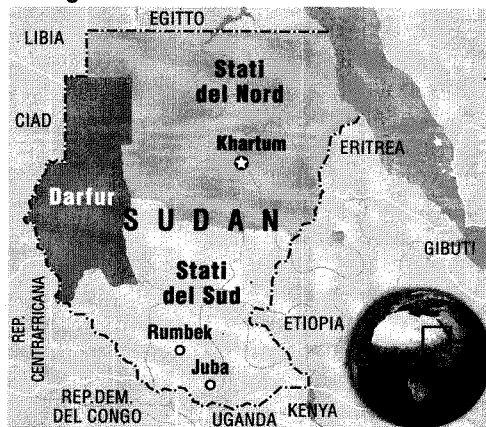 EGITTO
LIBIA
Stati
del Nord
CIAD
Khartum
ERITREA
Darfur
SUDAN
GIBUTI
Stati
del Sud
REP.
CENTRAFRICANA
ETIOPIA
Rumbek
Juba
REP.DEM.
DEL CONGO
UGANDA
KENYA